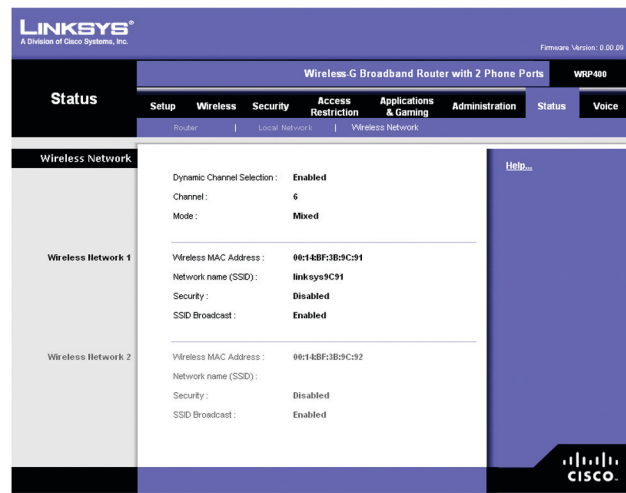 LINKSYS®
A Division of Cisco Systems, Inc.
Firmware Version: 0.00.09
Wireless-G Broadband Router with 2 Phone Ports WRP400
Status
Setup Wireless Security Access Restriction Applications & Gaming Administration Status Voice
Router | Local Network | Wireless Network
Wireless Network
Help...
Dynamic Channel Selection : Enabled
Channel : 6
Mode : Mixed
Wireless Network 1
Wireless MAC Address : 00:14:BF:3B:9C:91
Network name (SSID) : linksys9C91
Security : Disabled
SSID Broadcast : Enabled
Wireless Network 2
Wireless MAC Address : 00:14:BF:3B:9C:92
Network name (SSID) :
Security : Disabled
SSID Broadcast : Enabled
CISCO.